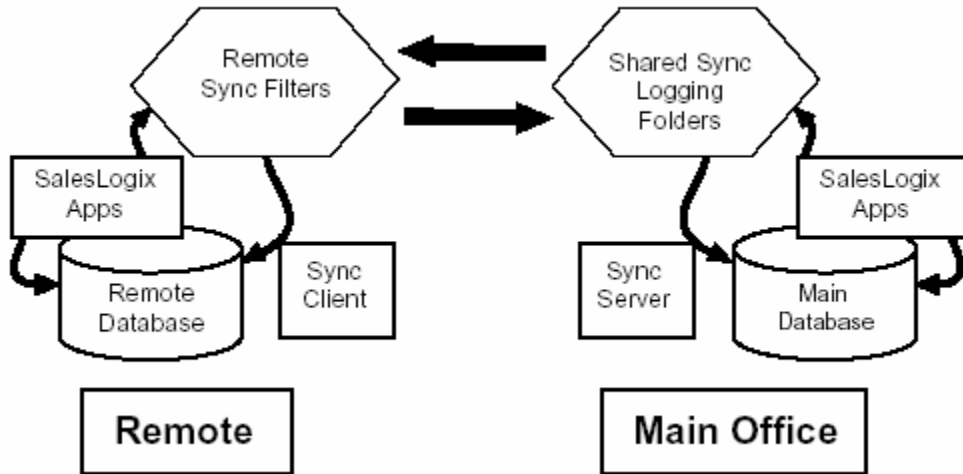 Remote
Sync Filters
Shared Sync
Logging
Folders
SalesLogix
Apps
SalesLogix
Apps
Remote
Database
Sync
Client
Sync
Server
Main
Database
Remote
Main Office